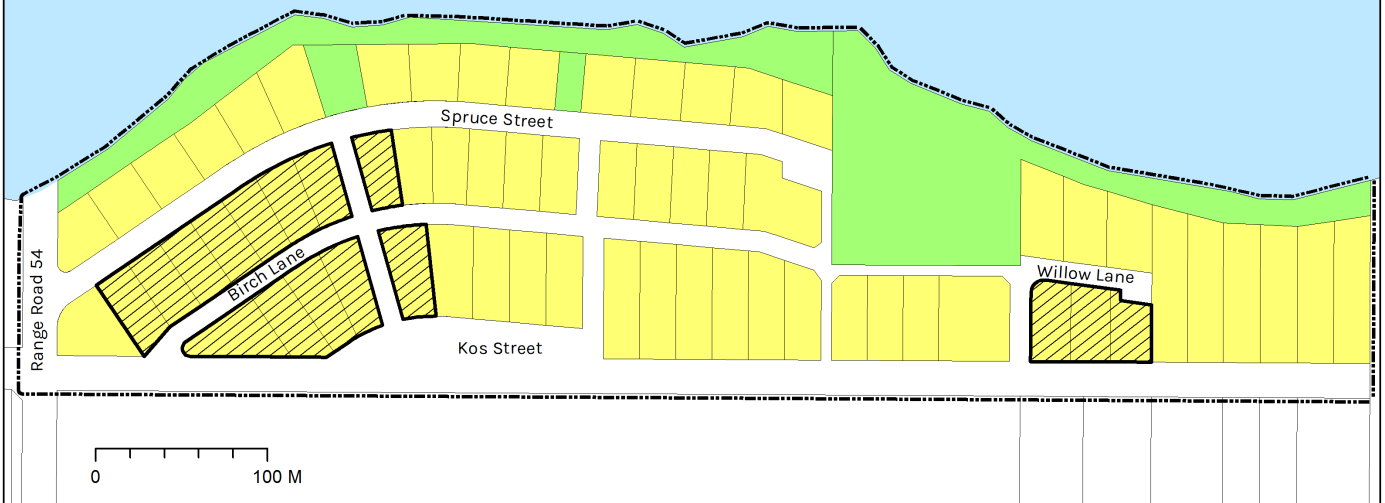 Spruce Street
Range Road 54
Birch Lane
Willow Lane
Kos Street
0 100 M